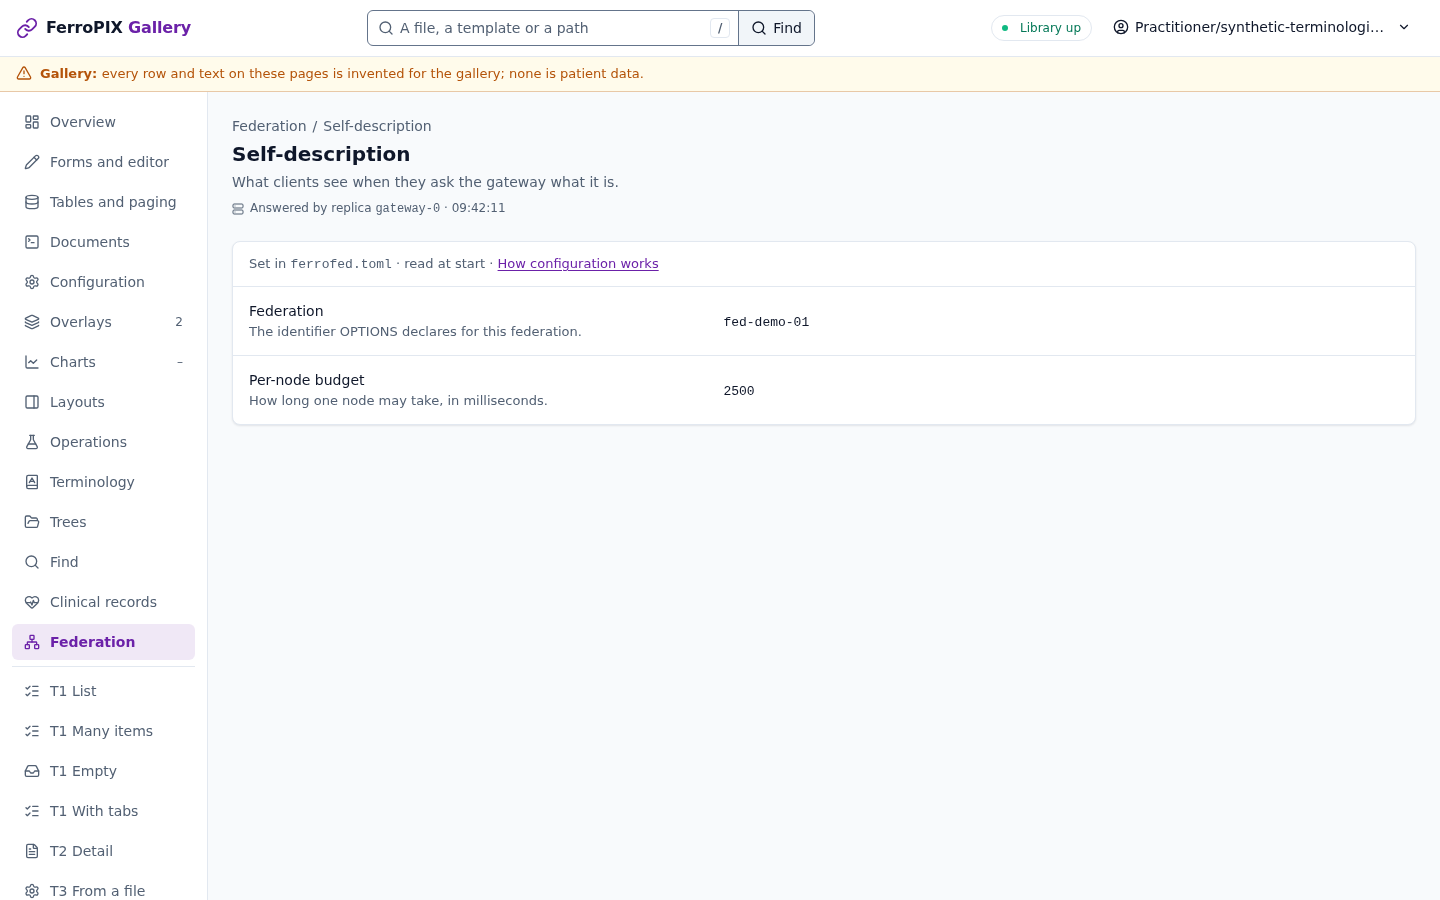 FerroPIX Gallery
A file, a template or a path
/
Find
Library up
Practitioner/synthetic-terminologi…
Gallery: every row and text on these pages is invented for the gallery; none is patient data.
Overview
Forms and editor
Tables and paging
Documents
Configuration
Overlays 2
Charts –
Layouts
Operations
Terminology
Trees
Find
Clinical records
Federation
T1 List
T1 Many items
T1 Empty
T1 With tabs
T2 Detail
T3 From a file
Federation / Self-description
Self-description
What clients see when they ask the gateway what it is.
Answered by replica gateway-0 · 09:42:11
Set in ferrofed.toml · read at start · How configuration works
Federation
The identifier OPTIONS declares for this federation.
fed-demo-01
Per-node budget
How long one node may take, in milliseconds.
2500